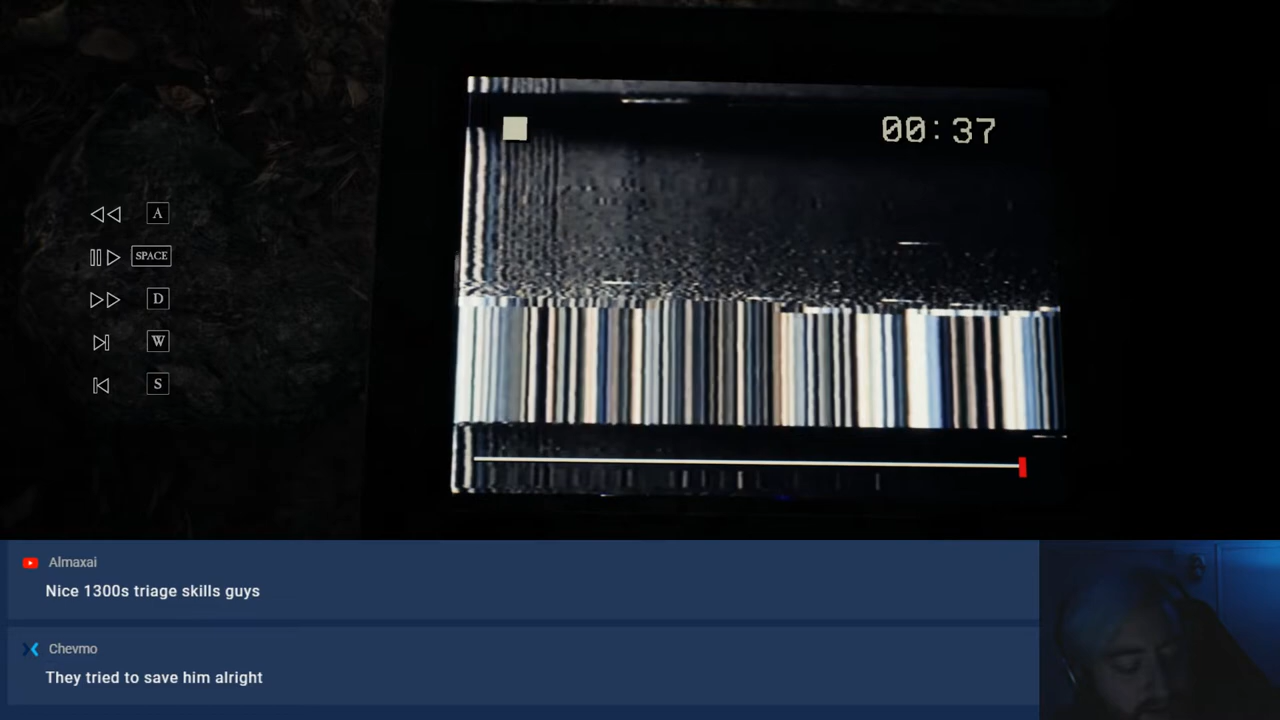 00:37
A
SPACE
D
W
S
Almaxai
Nice 1300s triage skills guys
Chevmo
They tried to save him alright